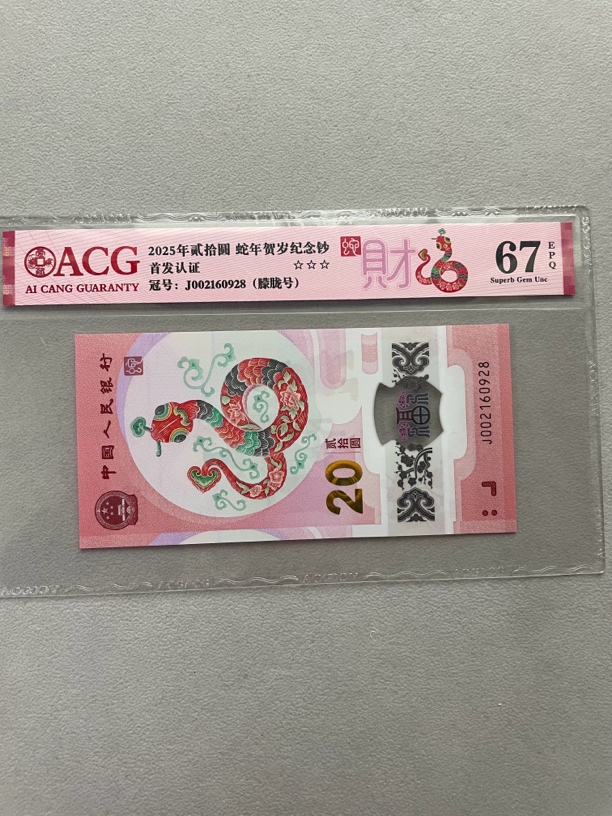 ACG
AI CANG GUARANTY
2025年贰拾圆 蛇年贺岁纪念钞
首发认证 ☆☆☆
冠号：J002160928（朦胧号）
財
67
EPQ
Superb Gem Unc
中国人民银行
贰拾圆
20
J002160928